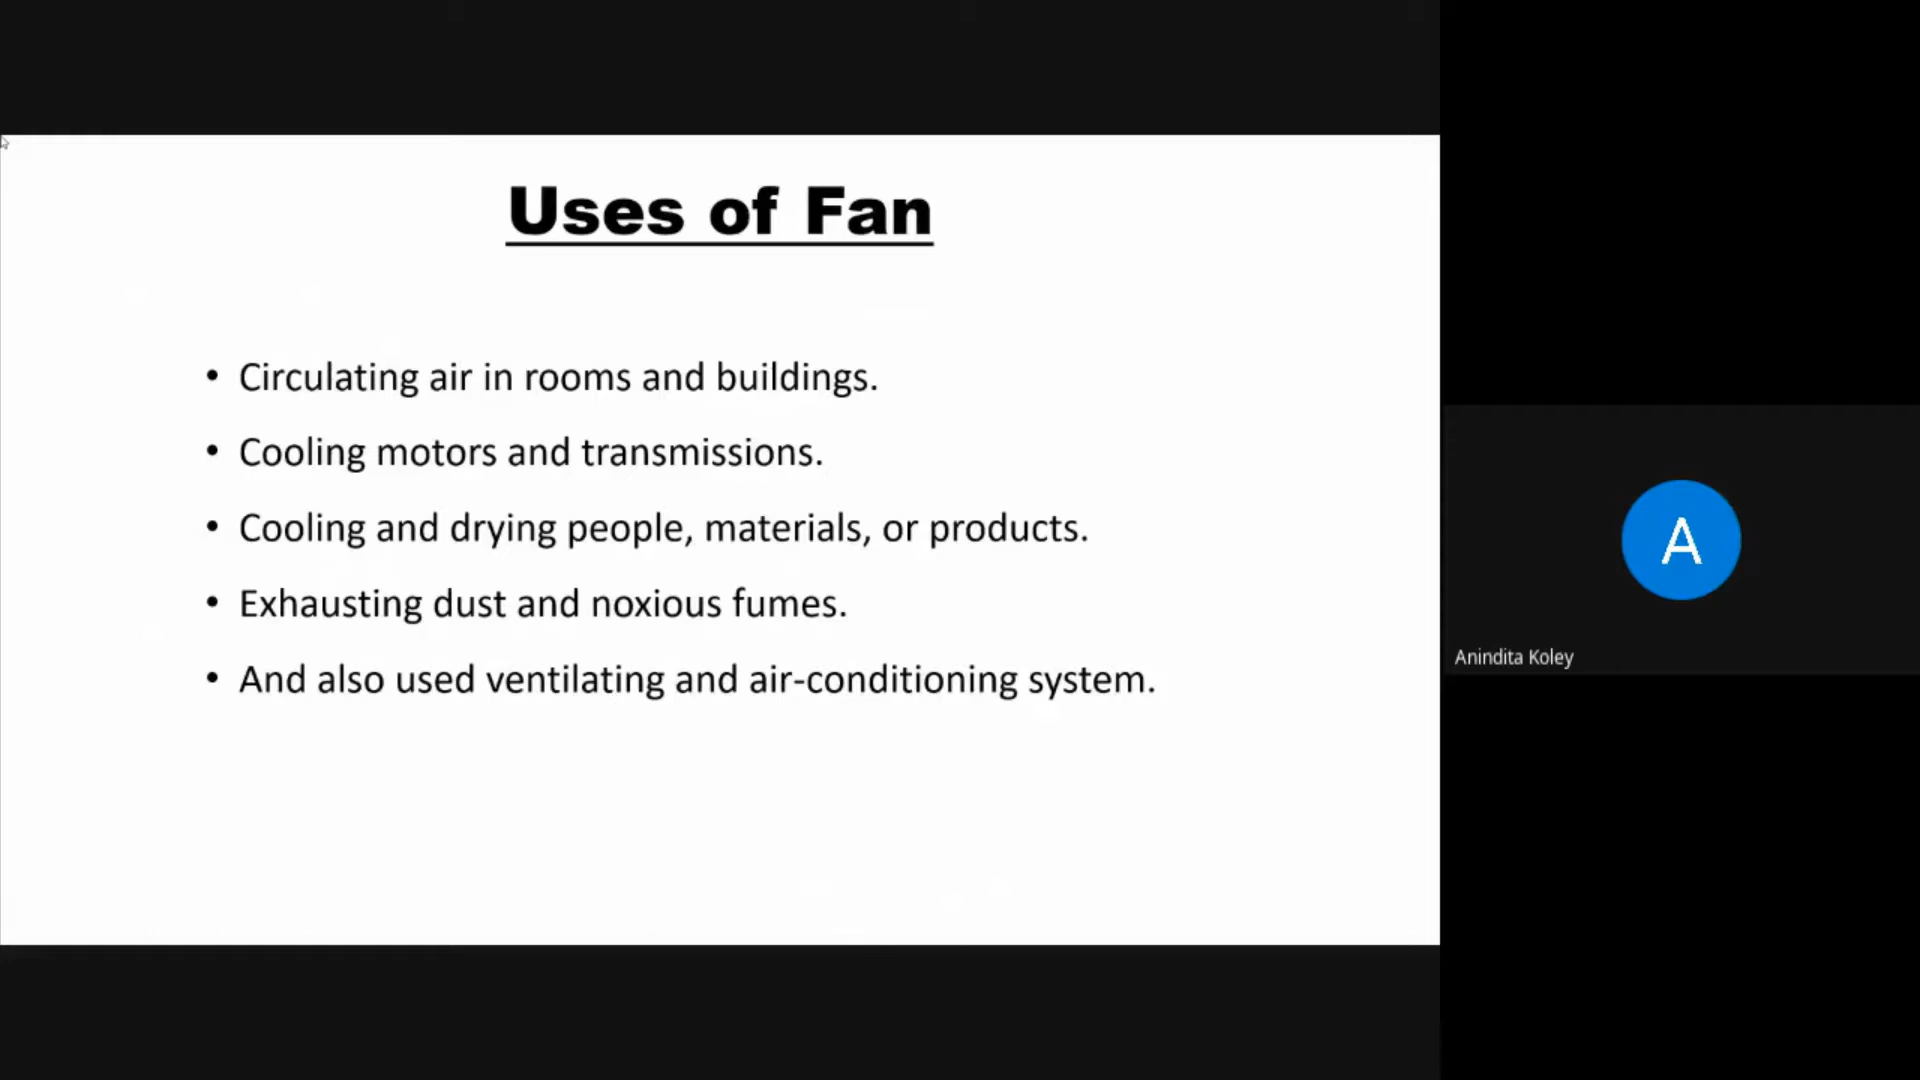 Uses of Fan
• Circulating air in rooms and buildings.
• Cooling motors and transmissions.
• Cooling and drying people, materials, or products.
• Exhausting dust and noxious fumes.
• And also used ventilating and air-conditioning system.
A
Anindita Koley